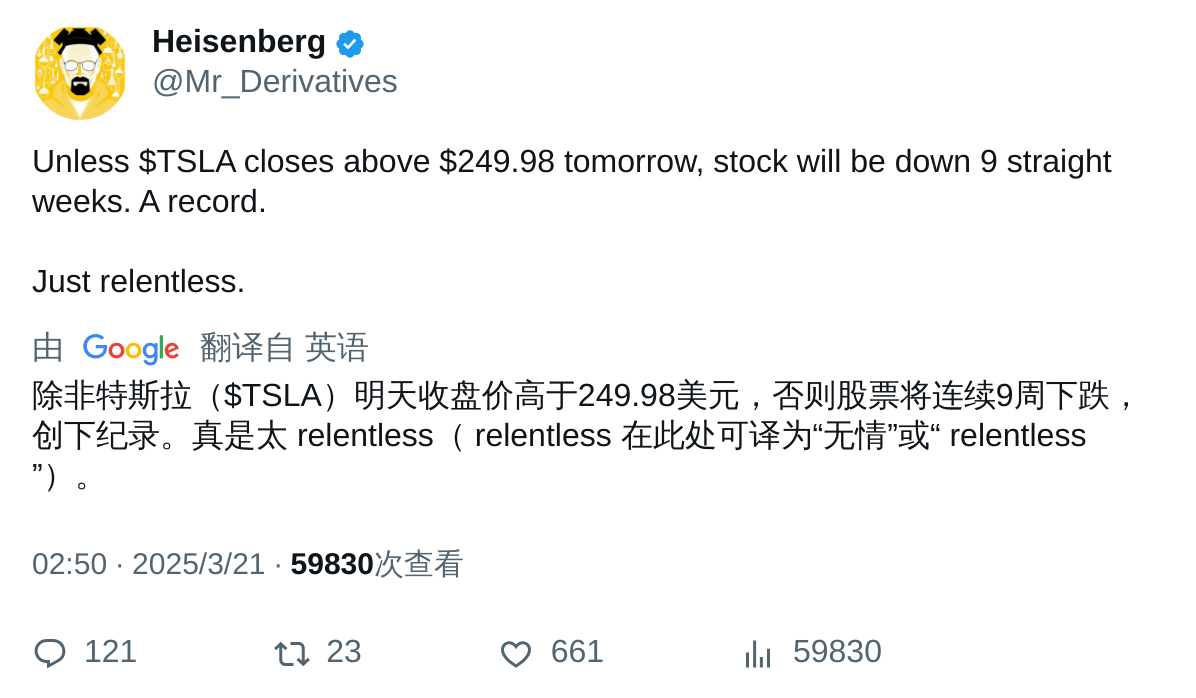 Heisenberg
@Mr_Derivatives
Unless $TSLA closes above $249.98 tomorrow, stock will be down 9 straight
weeks. A record.
Just relentless.
由 Google 翻译自 英语
除非特斯拉（$TSLA）明天收盘价高于249.98美元，否则股票将连续9周下跌，
创下纪录。真是太 relentless（ relentless 在此处可译为“无情”或“ relentless
”）。
02:50 · 2025/3/21 · 59830次查看
121 23 661 59830